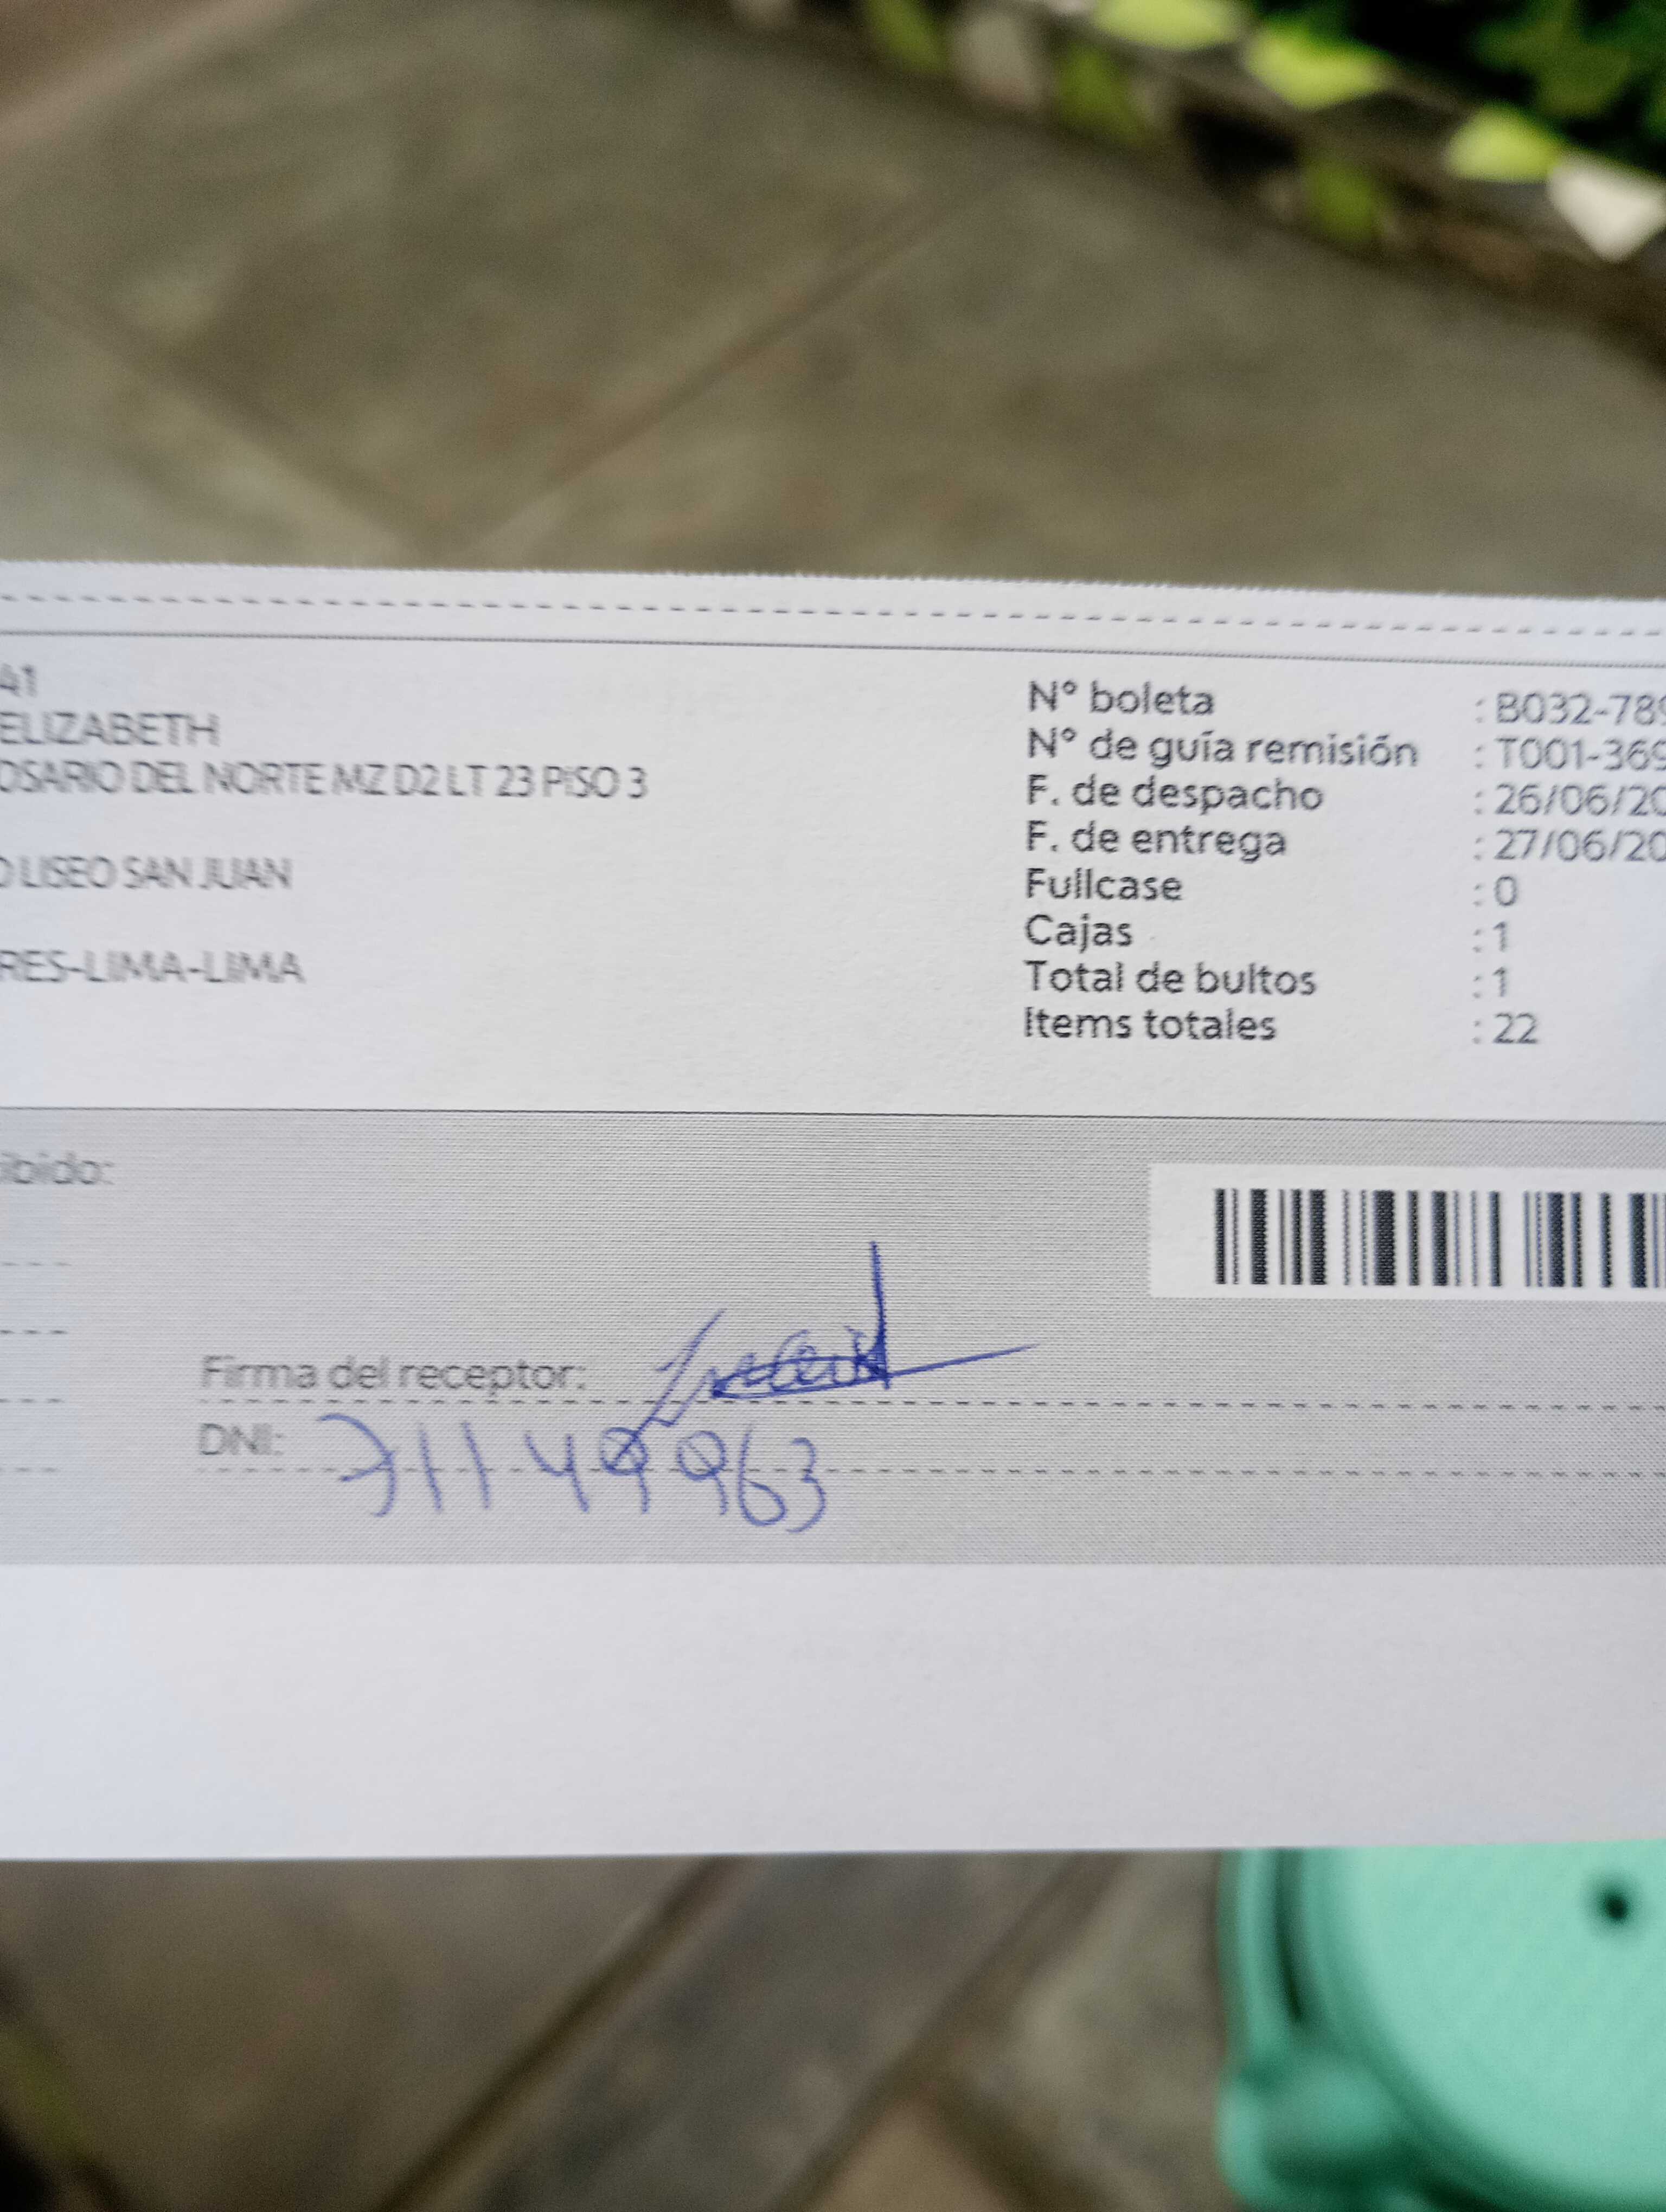 41
ELIZABETH
OSARIO DEL NORTE MZ D2 LT 23 PISO 3
O LISEO SAN JUAN
RES-LIMA-LIMA
N° boleta : B032-789
N° de guía remisión : T001-369
F. de despacho : 26/06/20
F. de entrega : 27/06/20
Fullcase : 0
Cajas : 1
Total de bultos : 1
Items totales : 22
ibido:
Firma del receptor:
DNI: 71149963